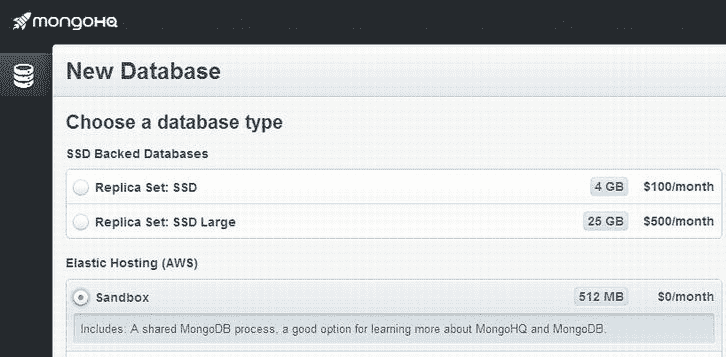 mongoHQ
New Database
Choose a database type
SSD Backed Databases
Replica Set: SSD 4 GB $100/month
Replica Set: SSD Large 25 GB $500/month
Elastic Hosting (AWS)
Sandbox 512 MB $0/month
Includes: A shared MongoDB process, a good option for learning more about MongoHQ and MongoDB.